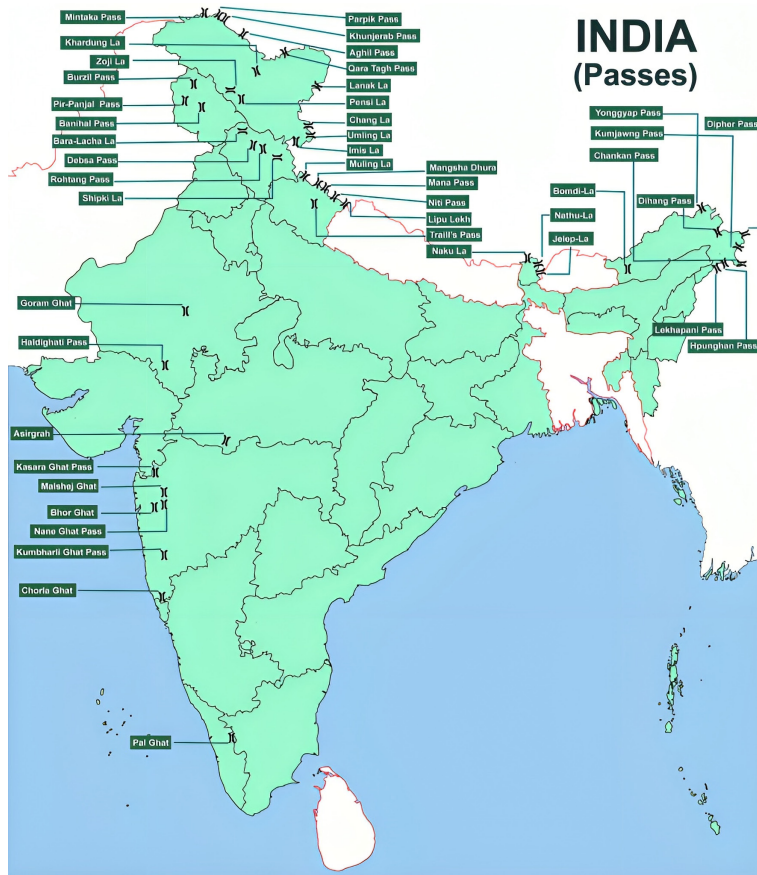 INDIA
(Passes)
Mintaka Pass
Parpik Pass
Khunjerab Pass
Khardung La
Aghil Pass
Zoji La
Qara Tagh Pass
Burzil Pass
Lanak La
Pir-Panjal Pass
Pensi La
Banihal Pass
Chang La
Bara-Lacha La
Umling La
Debsa Pass
Imis La
Rohtang Pass
Muling La
Shipki La
Mangsha Dhura
Mana Pass
Niti Pass
Lipu Lekh
Traill's Pass
Naku La
Yonggyap Pass
Kumjawng Pass
Diphor Pass
Chankan Pass
Bomdi-La
Dihang Pass
Nathu-La
Jelep-La
Lekhapani Pass
Hpunghan Pass
Goram Ghat
Haldighati Pass
Asirgrah
Kasara Ghat Pass
Malshej Ghat
Bhor Ghat
Nane Ghat Pass
Kumbharli Ghat Pass
Chorla Ghat
Pal Ghat